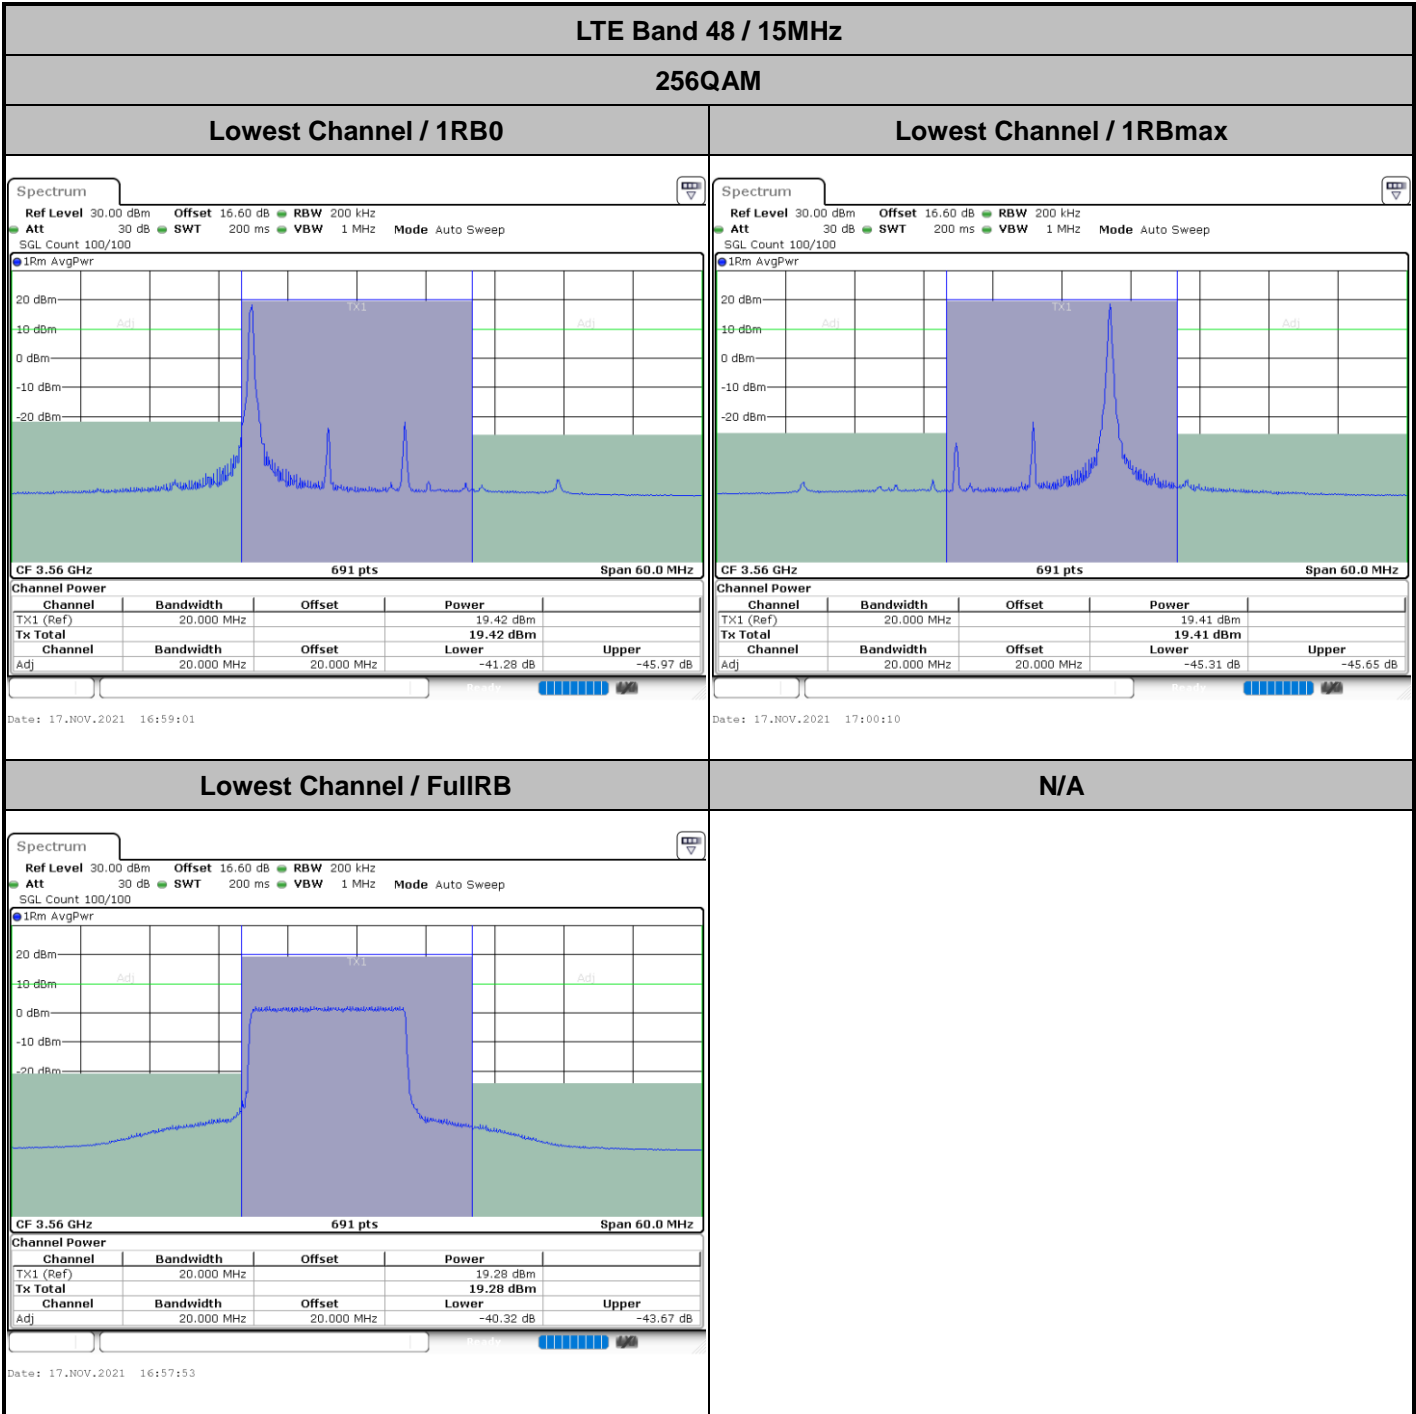 LTE Band 48 / 15MHz
256QAM
Lowest Channel / 1RB0
Lowest Channel / 1RBmax
Spectrum
Ref Level 30.00 dBm Offset 16.60 dB RBW 200 kHz
Att 30 dB SWT 200 ms VBW 1 MHz Mode Auto Sweep
SGL Count 100/100
1Rm AvgPwr
TX1
20 dBm
Adj
Adj
10 dBm
0 dBm
-10 dBm
-20 dBm
CF 3.56 GHz 691 pts Span 60.0 MHz
Channel Power
Channel Bandwidth Offset Power
TX1 (Ref) 20.000 MHz 19.42 dBm
Tx Total 19.42 dBm
Channel Bandwidth Offset Lower Upper
Adj 20.000 MHz 20.000 MHz -41.28 dB -45.97 dB
Ready
Date: 17.NOV.2021 16:59:01
Spectrum
Ref Level 30.00 dBm Offset 16.60 dB RBW 200 kHz
Att 30 dB SWT 200 ms VBW 1 MHz Mode Auto Sweep
SGL Count 100/100
1Rm AvgPwr
TX1
20 dBm
Adj
Adj
10 dBm
0 dBm
-10 dBm
-20 dBm
CF 3.56 GHz 691 pts Span 60.0 MHz
Channel Power
Channel Bandwidth Offset Power
TX1 (Ref) 20.000 MHz 19.41 dBm
Tx Total 19.41 dBm
Channel Bandwidth Offset Lower Upper
Adj 20.000 MHz 20.000 MHz -45.31 dB -45.65 dB
Ready
Date: 17.NOV.2021 17:00:10
Lowest Channel / FullRB
N/A
Spectrum
Ref Level 30.00 dBm Offset 16.60 dB RBW 200 kHz
Att 30 dB SWT 200 ms VBW 1 MHz Mode Auto Sweep
SGL Count 100/100
1Rm AvgPwr
TX1
20 dBm
Adj
Adj
10 dBm
0 dBm
-10 dBm
-20 dBm
CF 3.56 GHz 691 pts Span 60.0 MHz
Channel Power
Channel Bandwidth Offset Power
TX1 (Ref) 20.000 MHz 19.28 dBm
Tx Total 19.28 dBm
Channel Bandwidth Offset Lower Upper
Adj 20.000 MHz 20.000 MHz -40.32 dB -43.67 dB
Ready
Date: 17.NOV.2021 16:57:53